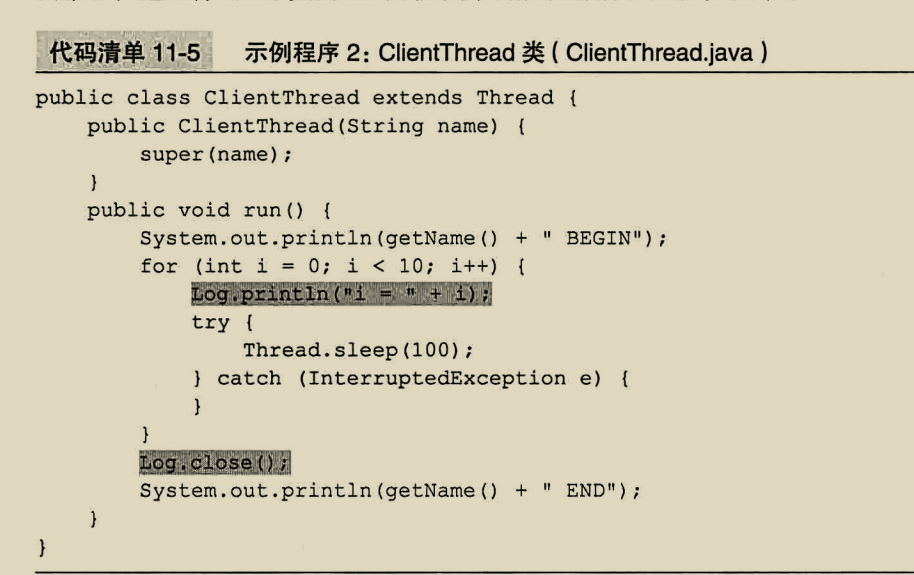 代码清单 11-5 示例程序 2: ClientThread 类 ( ClientThread.java )
public class ClientThread extends Thread {
    public ClientThread(String name) {
        super(name);
    }
    public void run() {
        System.out.println(getName() + " BEGIN");
        for (int i = 0; i < 10; i++) {
            Log.println("i = " + i);
            try {
                Thread.sleep(100);
            } catch (InterruptedException e) {
            }
        }
        Log.close();
        System.out.println(getName() + " END");
    }
}